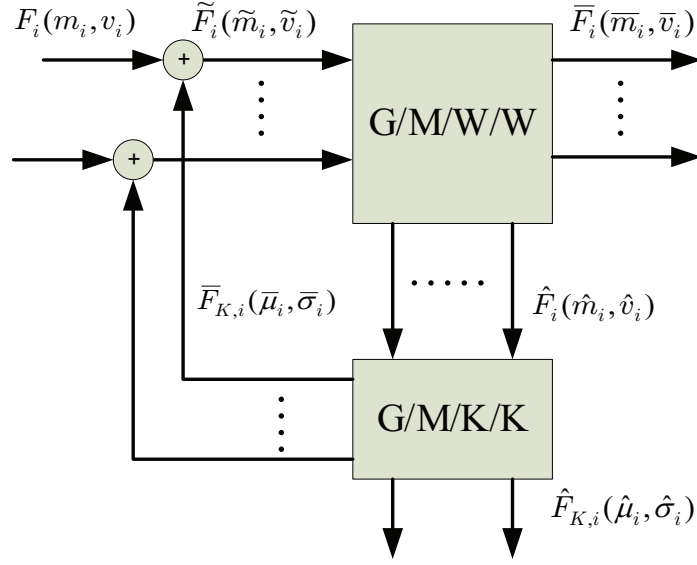 F_i(m_i,v_i)
F̃_i(m̃_i,ṽ_i)
F̅_i(m̅_i,v̅_i)
+
G/M/W/W
+
F̅_{K,i}(μ̅_i,σ̅_i)
F̂_i(m̂_i,v̂_i)
G/M/K/K
F̂_{K,i}(μ̂_i,σ̂_i)